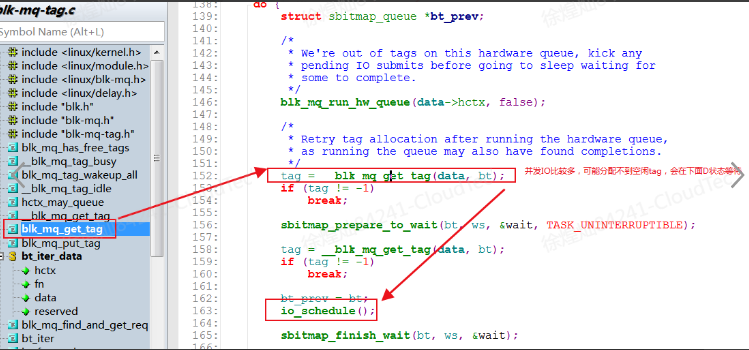 blk-mq-tag.c
Symbol Name (Alt+L)
include <linux/kernel.h>
include <linux/module.h>
include <linux/blk-mq.h>
include <linux/delay.h>
include "blk.h"
include "blk-mq.h"
include "blk-mq-tag.h"
blk_mq_has_free_tags
__blk_mq_tag_busy
blk_mq_tag_wakeup_all
__blk_mq_tag_idle
hctx_may_queue
__blk_mq_get_tag
blk_mq_get_tag
blk_mq_put_tag
bt_iter_data
hctx
fn
data
reserved
blk_mq_find_and_get_req
bt_iter
138: do {
139: struct sbitmap_queue *bt_prev;
140:
141: /*
142: * We're out of tags on this hardware queue, kick any
143: * pending IO submits before going to sleep waiting for
144: * some to complete.
145: */
146: blk_mq_run_hw_queue(data->hctx, false);
147:
148: /*
149: * Retry tag allocation after running the hardware queue,
150: * as running the queue may also have found completions.
151: */
152: tag = __blk_mq_get_tag(data, bt);
并发IO比较多，可能分配不到空闲tag，会在下面D状态等待
153: if (tag != -1)
154: break;
155:
156: sbitmap_prepare_to_wait(bt, ws, &wait, TASK_UNINTERRUPTIBLE);
157:
158: tag = __blk_mq_get_tag(data, bt);
159: if (tag != -1)
160: break;
161:
162: bt_prev = bt;
163: io_schedule();
164:
165: sbitmap_finish_wait(bt, ws, &wait);
166: